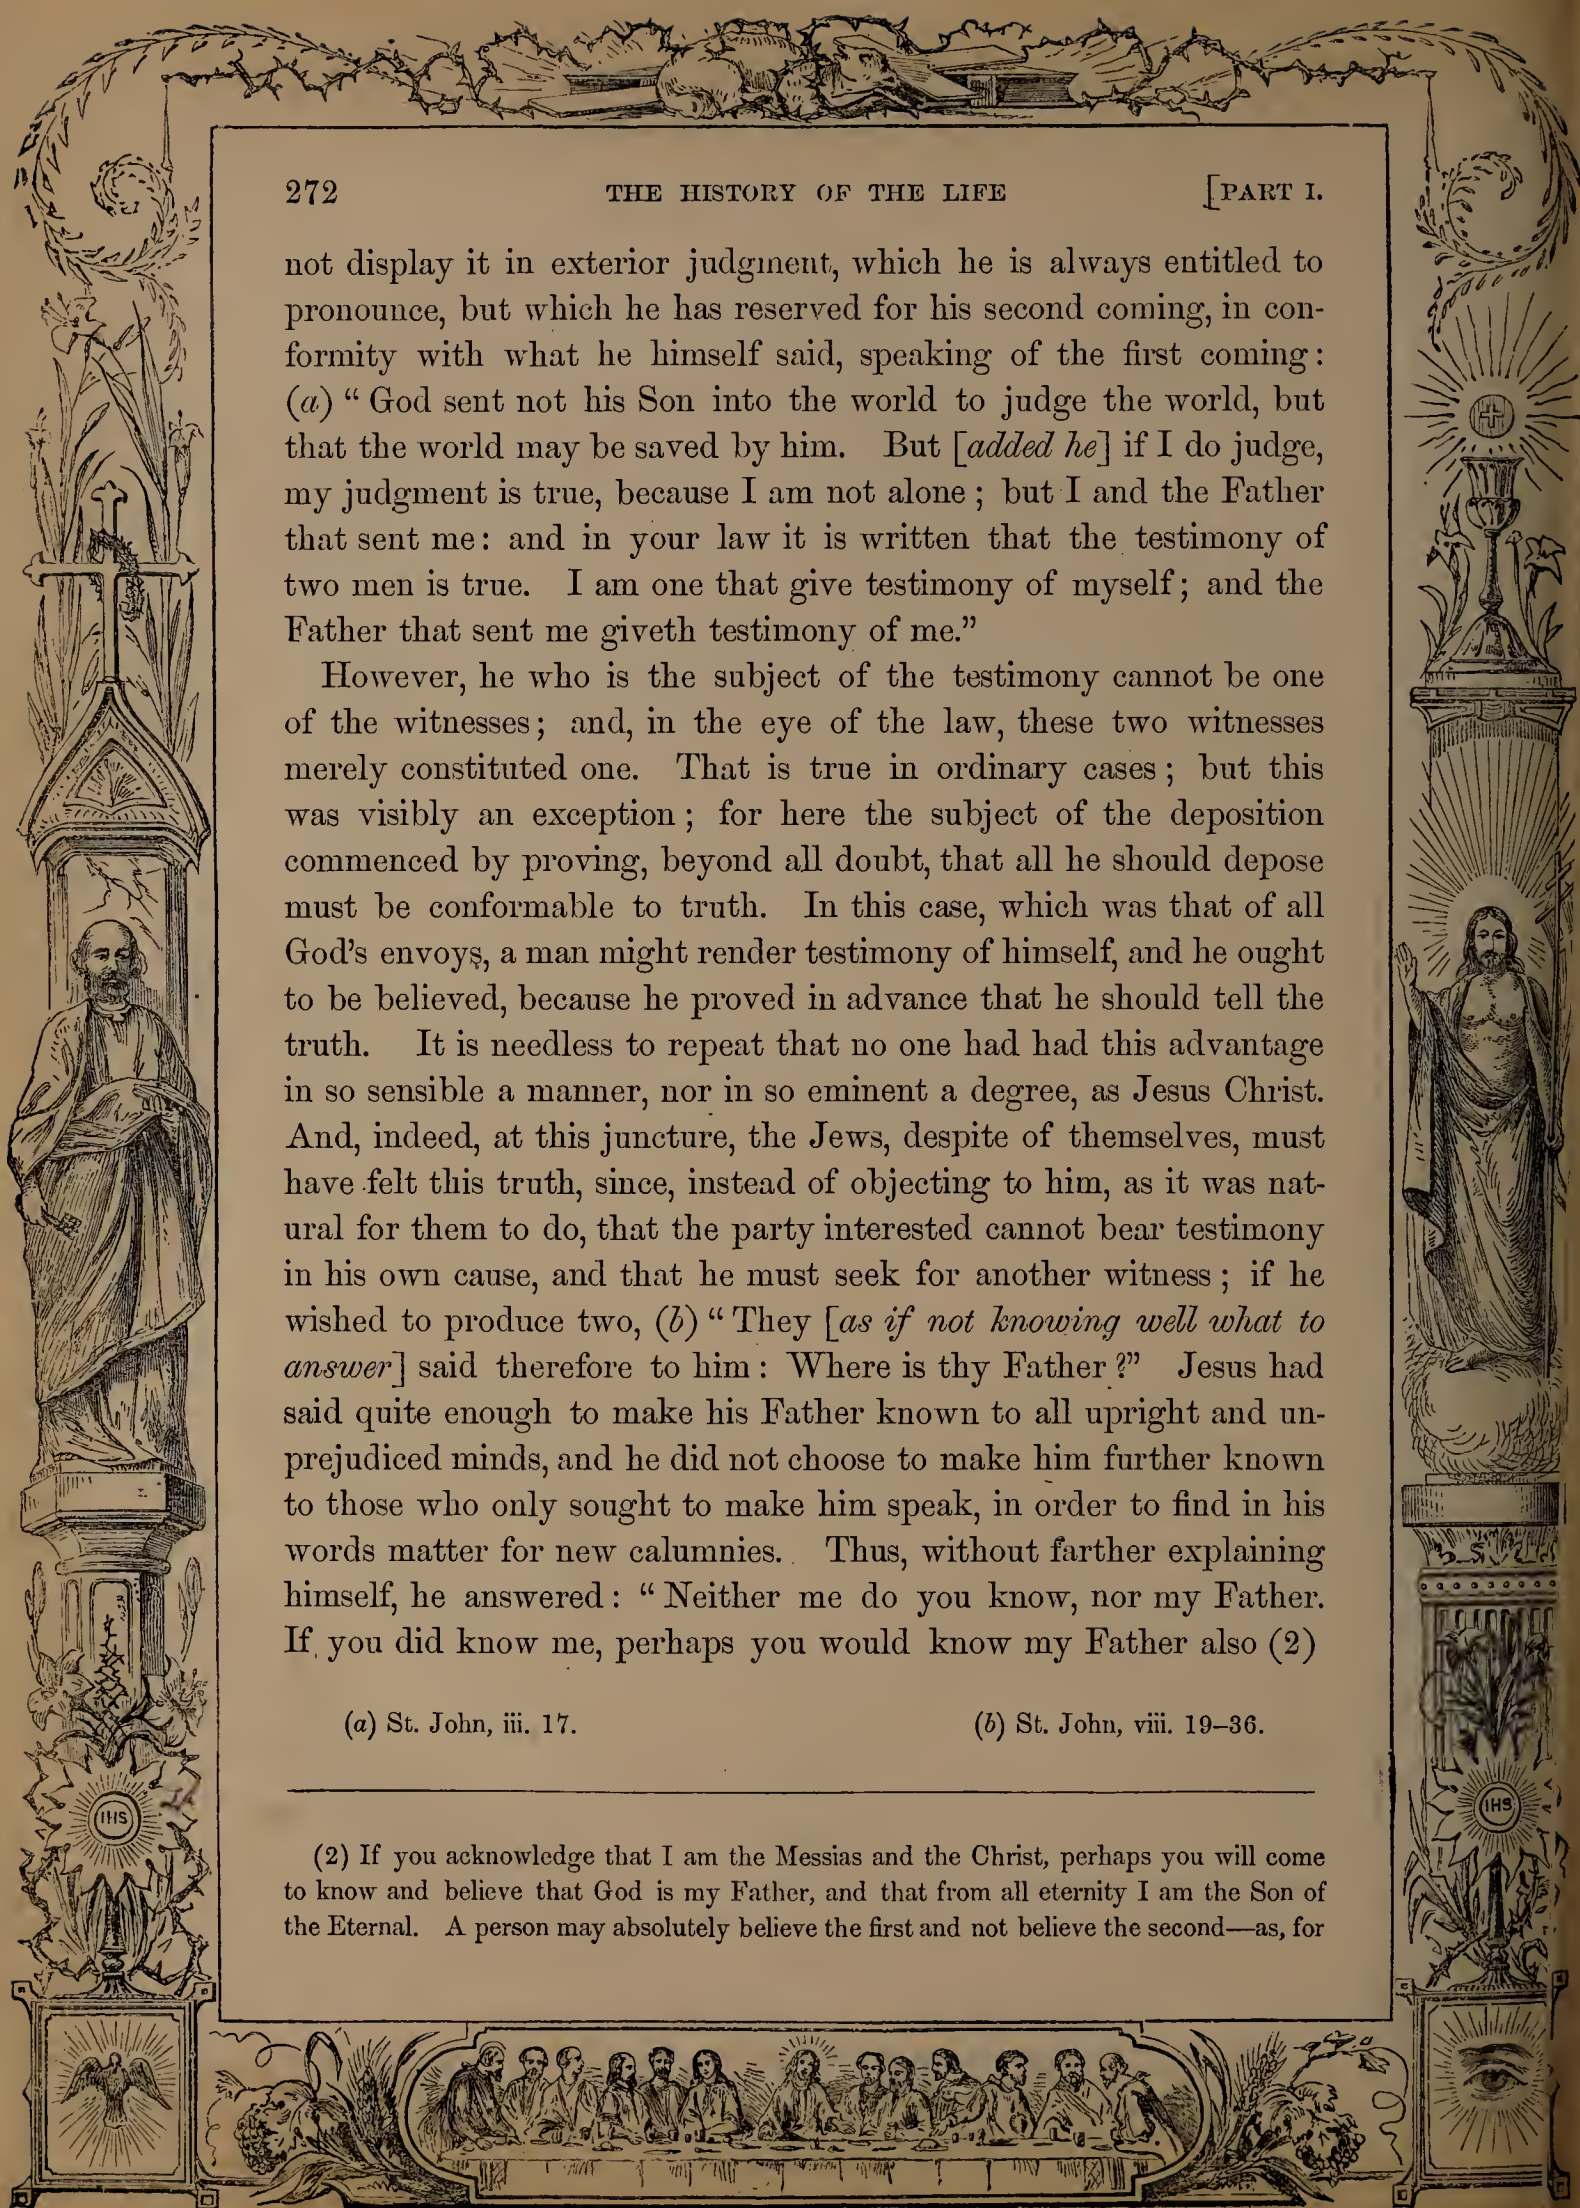 272 THE HISTORY OF THE LIFE [PART I.
not display it in exterior judgment, which he is always entitled to
pronounce, but which he has reserved for his second coming, in con-
formity with what he himself said, speaking of the first coming:
(a) “ God sent not his Son into the world to judge the world, but
that the world may be saved by him. But [added he] if I do judge,
my judgment is true, because I am not alone ; but I and the Father
that sent me: and in your law it is written that the testimony of
two men is true. I am one that give testimony of myself; and the
Father that sent me giveth testimony of me.”
However, he who is the subject of the testimony cannot be one
of the witnesses; and, in the eye of the law, these two witnesses
merely constituted one. That is true in ordinary cases ; but this
was visibly an exception ; for here the subject of the deposition
commenced by proving, beyond all doubt, that all he should depose
must be conformable to truth. In this case, which was that of all
God's envoys, a man might render testimony of himself, and he ought
to be believed, because he proved in advance that he should tell the
truth. It is needless to repeat that no one had had this advantage
in so sensible a manner, nor in so eminent a degree, as Jesus Christ.
And, indeed, at this juncture, the Jews, despite of themselves, must
have felt this truth, since, instead of objecting to him, as it was nat-
ural for them to do, that the party interested cannot bear testimony
in his own cause, and that he must seek for another witness ; if he
wished to produce two, (b) “ They [as if not knowing well what to
answer] said therefore to him : Where is thy Father ?” Jesus had
said quite enough to make his Father known to all upright and un-
prejudiced minds, and he did not choose to make him further known
to those who only sought to make him speak, in order to find in his
words matter for new calumnies. Thus, without farther explaining
himself, he answered : “ Neither me do you know, nor my Father.
If you did know me, perhaps you would know my Father also (2)
(a) St. John, iii. 17. (b) St. John, viii. 19–36.
IHS
IHS
(2) If you acknowledge that I am the Messias and the Christ, perhaps you will come
to know and believe that God is my Father, and that from all eternity I am the Son of
the Eternal. A person may absolutely believe the first and not believe the second—as, for